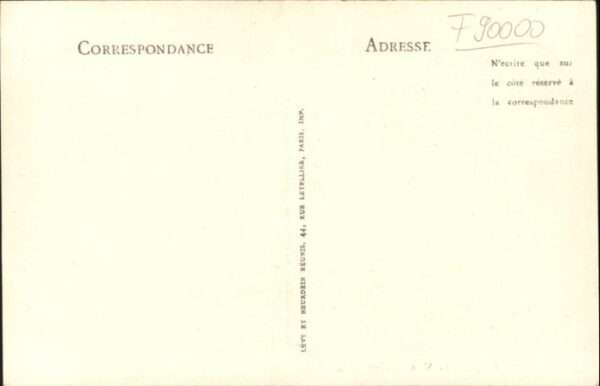 CORRESPONDANCE
ADRESSE
F90000
N'écrire que sur
le côté réservé à
la correspondance
LEVY ET NEURDEIN RÉUNIS, 44, RUE LETELLIER, PARIS. IMP.